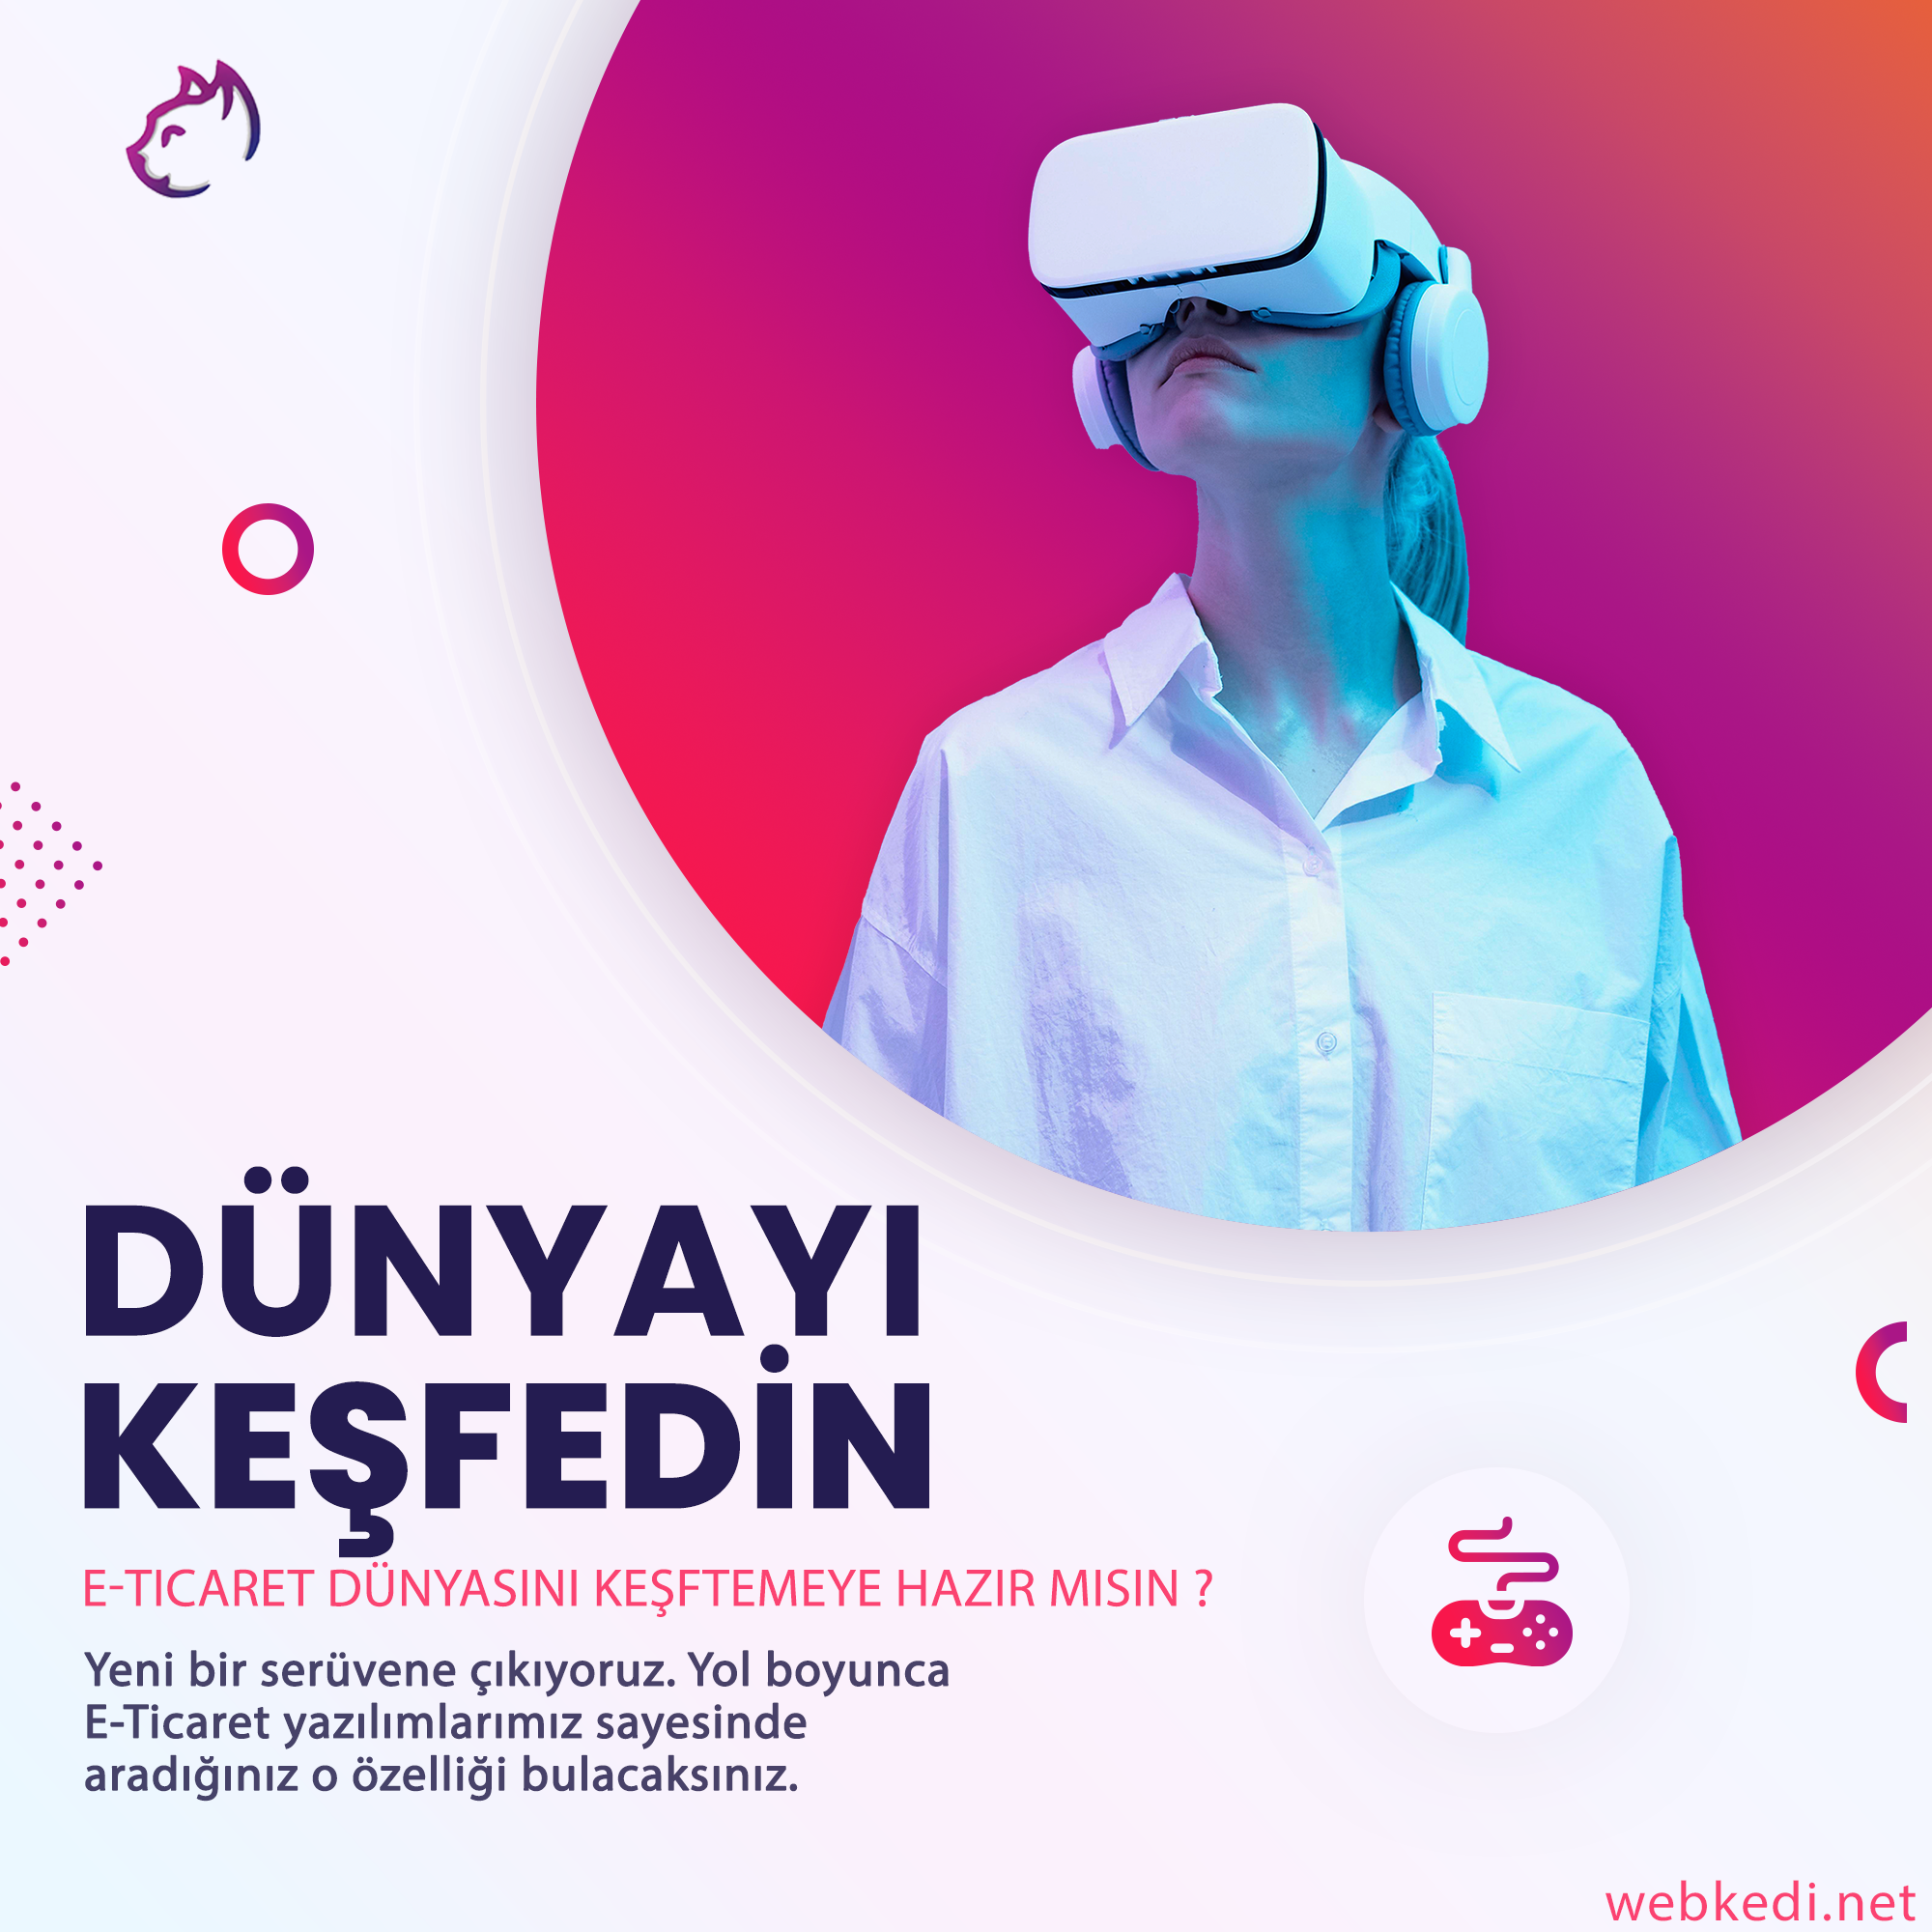 DÜNYAYI
KEŞFEDİN
E-TICARET DÜNYASINI KEŞFTEMEYE HAZIR MISIN ?
Yeni bir serüvene çıkıyoruz. Yol boyunca
E-Ticaret yazılımlarımız sayesinde
aradığınız o özelliği bulacaksınız.
webkedi.net